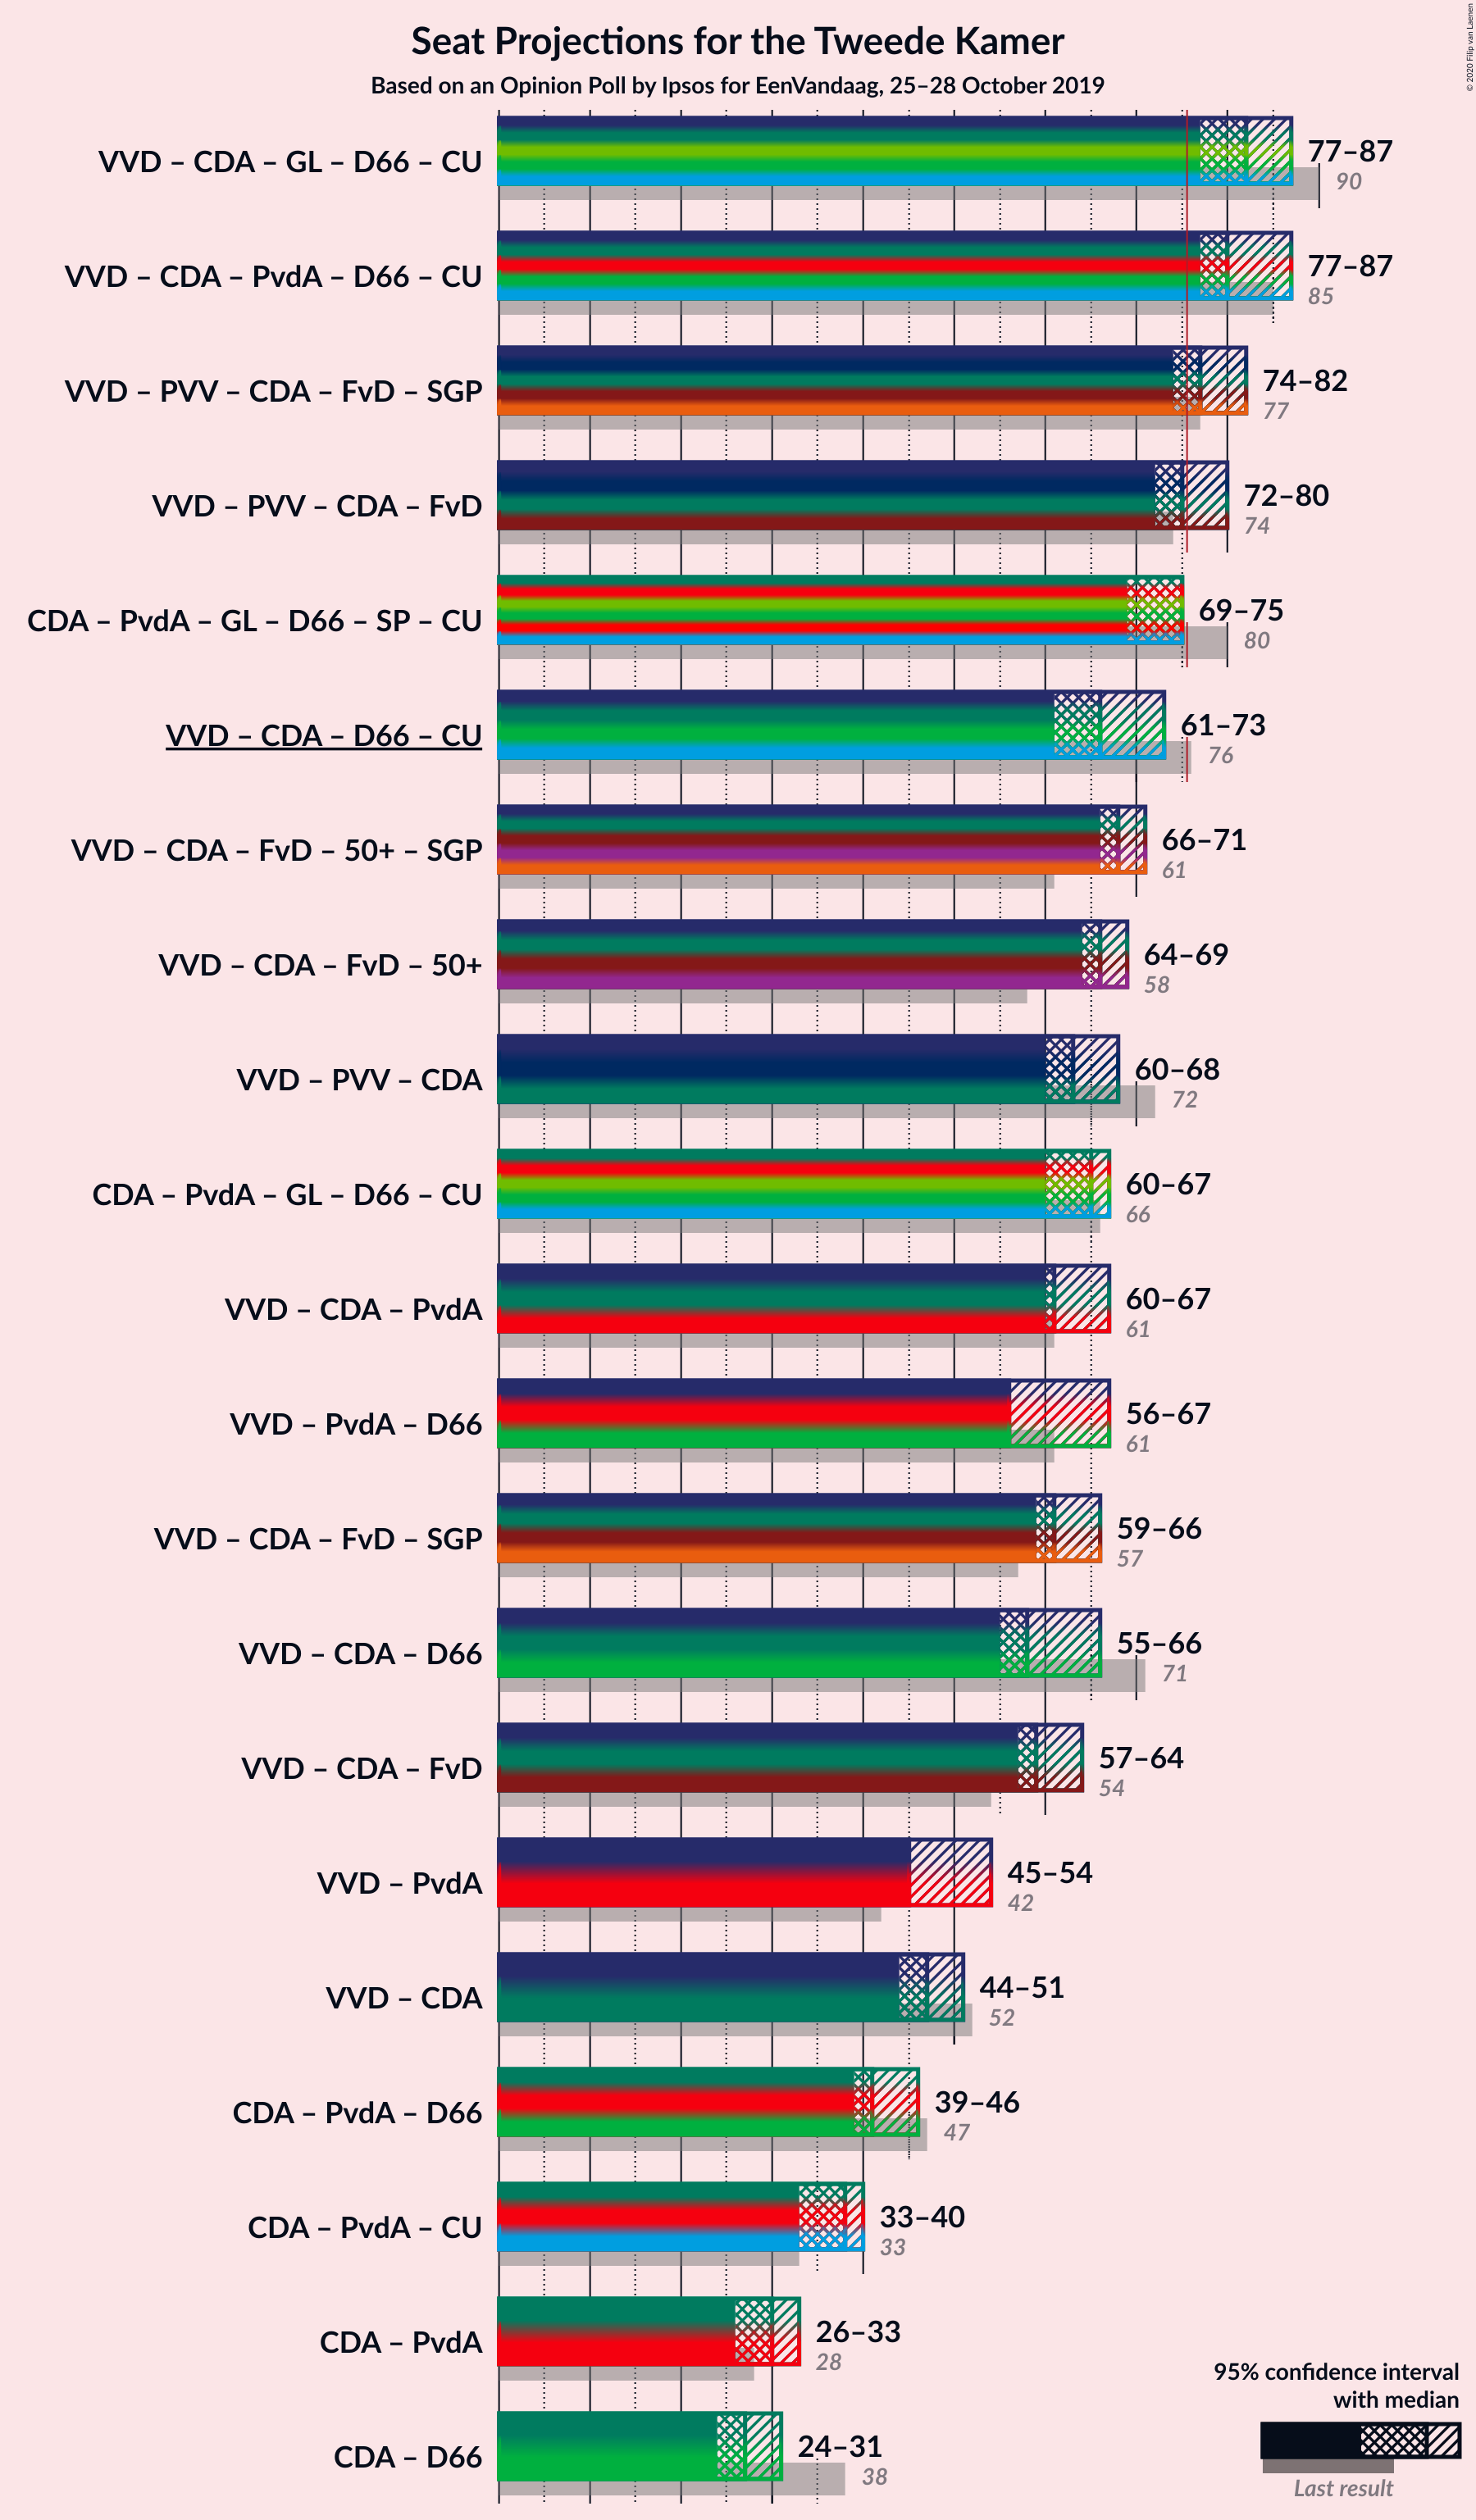 © 2020 Filip van Laenen
Seat Projections for the Tweede Kamer
Based on an Opinion Poll by Ipsos for EenVandaag, 25–28 October 2019
VVD – CDA – GL – D66 – CU
77–87
90
VVD – CDA – PvdA – D66 – CU
77–87
85
VVD – PVV – CDA – FvD – SGP
74–82
77
VVD – PVV – CDA – FvD
72–80
74
CDA – PvdA – GL – D66 – SP – CU
69–75
80
VVD – CDA – D66 – CU
61–73
76
VVD – CDA – FvD – 50+ – SGP
66–71
61
VVD – CDA – FvD – 50+
64–69
58
VVD – PVV – CDA
60–68
72
CDA – PvdA – GL – D66 – CU
60–67
66
VVD – CDA – PvdA
60–67
61
VVD – PvdA – D66
56–67
61
VVD – CDA – FvD – SGP
59–66
57
VVD – CDA – D66
55–66
71
VVD – CDA – FvD
57–64
54
VVD – PvdA
45–54
42
VVD – CDA
44–51
52
CDA – PvdA – D66
39–46
47
CDA – PvdA – CU
33–40
33
CDA – PvdA
26–33
28
CDA – D66
24–31
38
95% confidence interval
with median
Last result